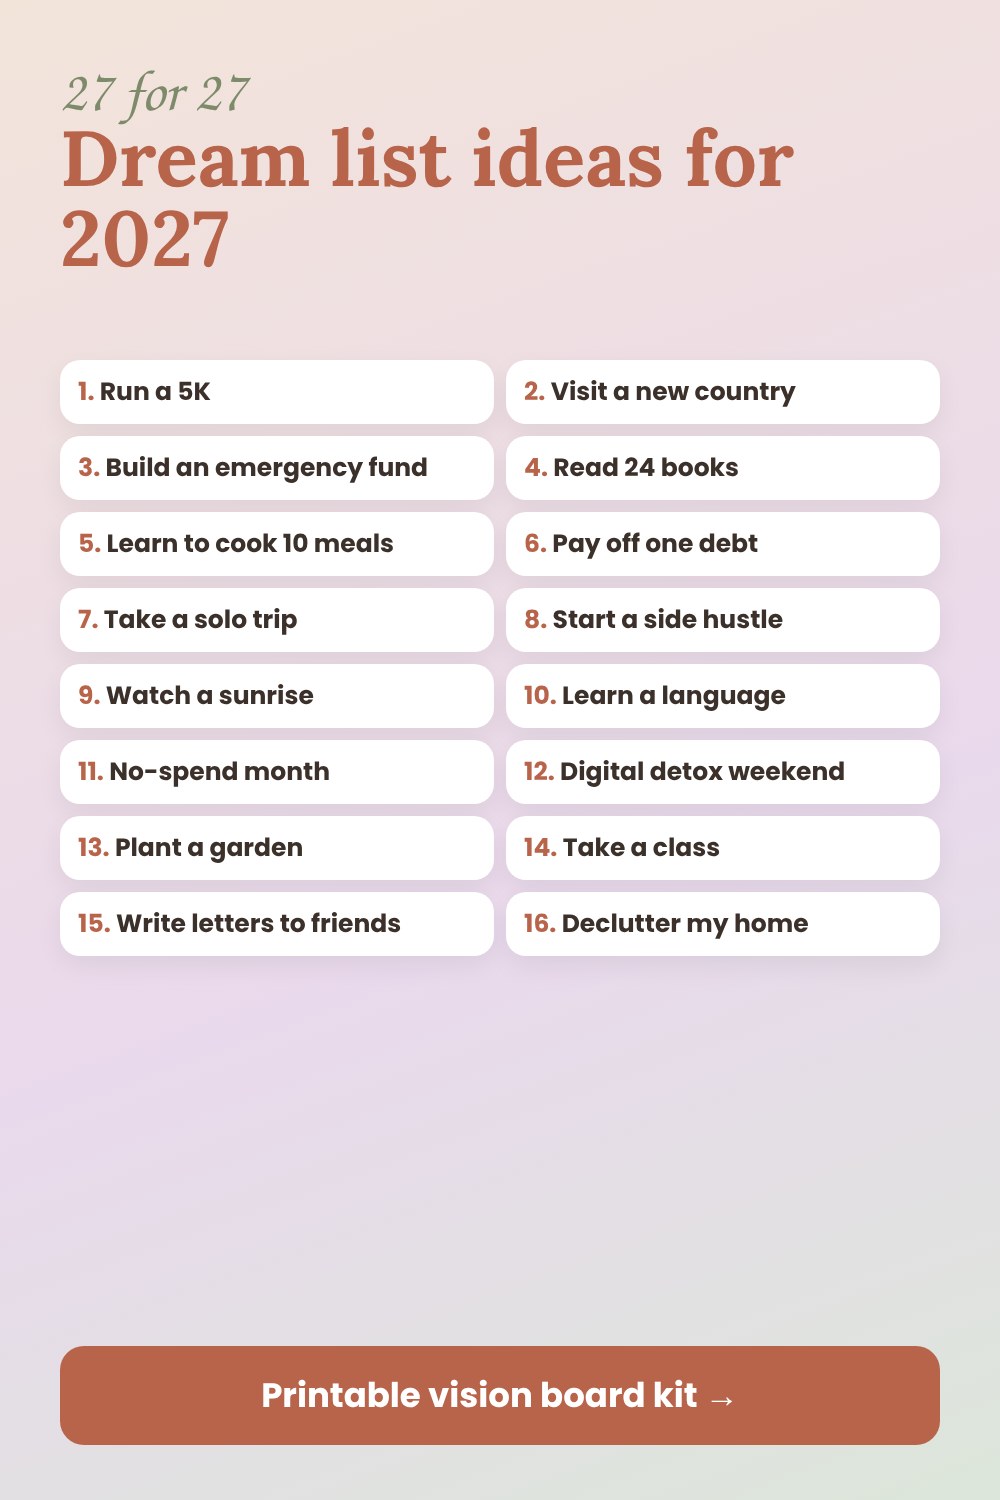 27 for 27
Dream list ideas for
2027
1. Run a 5K
2. Visit a new country
3. Build an emergency fund
4. Read 24 books
5. Learn to cook 10 meals
6. Pay off one debt
7. Take a solo trip
8. Start a side hustle
9. Watch a sunrise
10. Learn a language
11. No-spend month
12. Digital detox weekend
13. Plant a garden
14. Take a class
15. Write letters to friends
16. Declutter my home
Printable vision board kit →